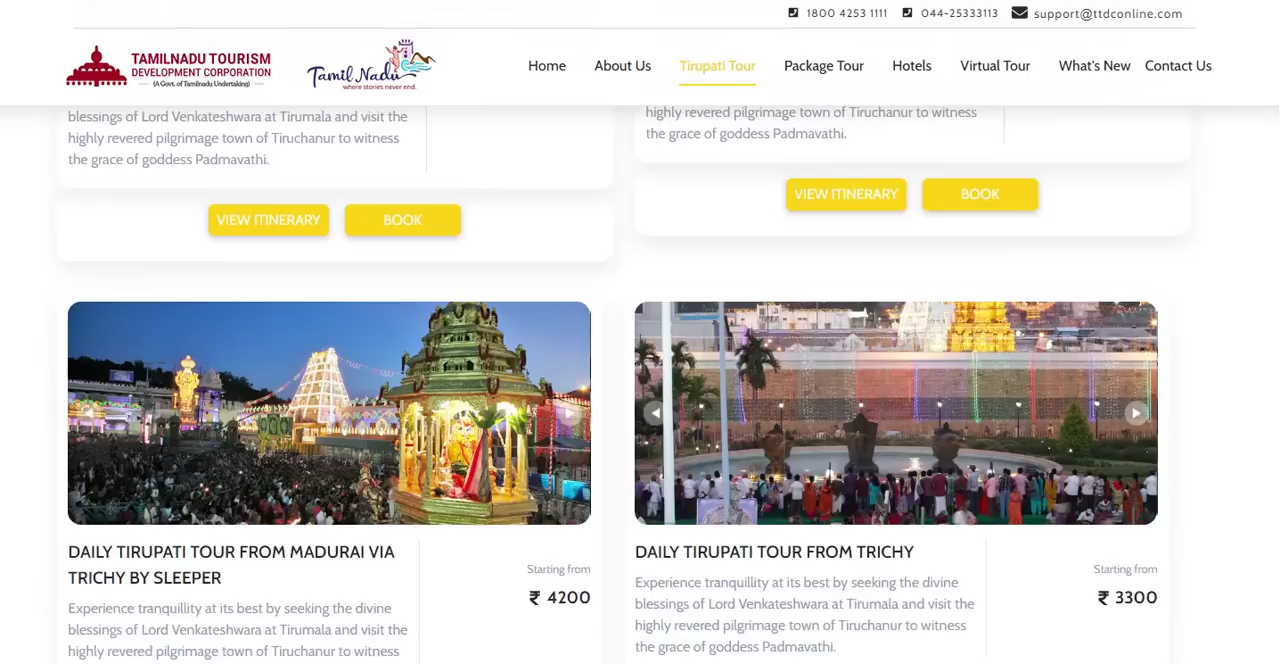 1800 4253 1111 044-25333113 support@ttdconline.com
TAMILNADU TOURISM
DEVELOPMENT CORPORATION
(A Govt. of Tamilnadu Undertaking)
Tamil Nadu
where stories never end.
Home About Us Tirupati Tour Package Tour Hotels Virtual Tour What's New Contact Us
blessings of Lord Venkateshwara at Tirumala and visit the
highly revered pilgrimage town of Tiruchanur to witness
the grace of goddess Padmavathi.
VIEW ITINERARY BOOK
highly revered pilgrimage town of Tiruchanur to witness
the grace of goddess Padmavathi.
VIEW ITINERARY BOOK
DAILY TIRUPATI TOUR FROM MADURAI VIA
TRICHY BY SLEEPER
Experience tranquillity at its best by seeking the divine
blessings of Lord Venkateshwara at Tirumala and visit the
highly revered pilgrimage town of Tiruchanur to witness
Starting from
₹ 4200
DAILY TIRUPATI TOUR FROM TRICHY
Experience tranquillity at its best by seeking the divine
blessings of Lord Venkateshwara at Tirumala and visit the
highly revered pilgrimage town of Tiruchanur to witness
the grace of goddess Padmavathi.
Starting from
₹ 3300